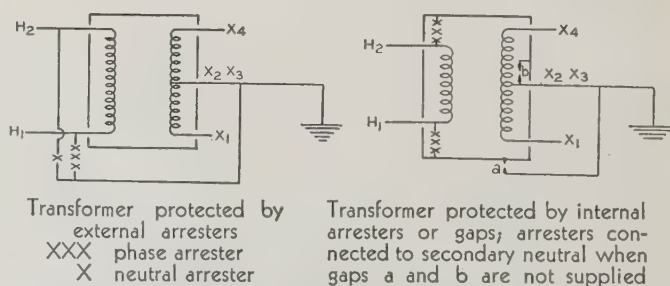 H2
X4
X2 X3
H1
X1
H2
X4
b
X2 X3
H1
X1
a
Transformer protected by
external arresters
XXX phase arrester
X neutral arrester
Transformer protected by internal
arresters or gaps; arresters con-
nected to secondary neutral when
gaps a and b are not supplied